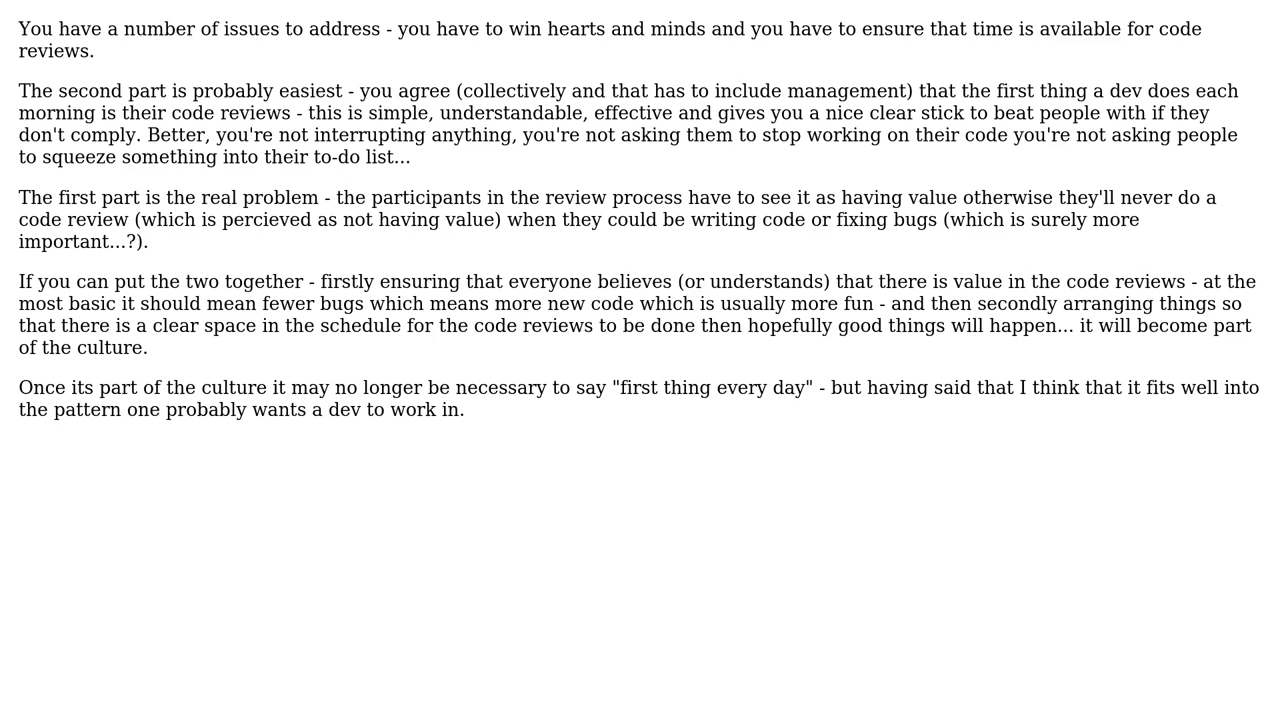 You have a number of issues to address - you have to win hearts and minds and you have to ensure that time is available for code
reviews.
The second part is probably easiest - you agree (collectively and that has to include management) that the first thing a dev does each
morning is their code reviews - this is simple, understandable, effective and gives you a nice clear stick to beat people with if they
don't comply. Better, you're not interrupting anything, you're not asking them to stop working on their code you're not asking people
to squeeze something into their to-do list...
The first part is the real problem - the participants in the review process have to see it as having value otherwise they'll never do a
code review (which is percieved as not having value) when they could be writing code or fixing bugs (which is surely more
important...?).
If you can put the two together - firstly ensuring that everyone believes (or understands) that there is value in the code reviews - at the
most basic it should mean fewer bugs which means more new code which is usually more fun - and then secondly arranging things so
that there is a clear space in the schedule for the code reviews to be done then hopefully good things will happen... it will become part
of the culture.
Once its part of the culture it may no longer be necessary to say "first thing every day" - but having said that I think that it fits well into
the pattern one probably wants a dev to work in.